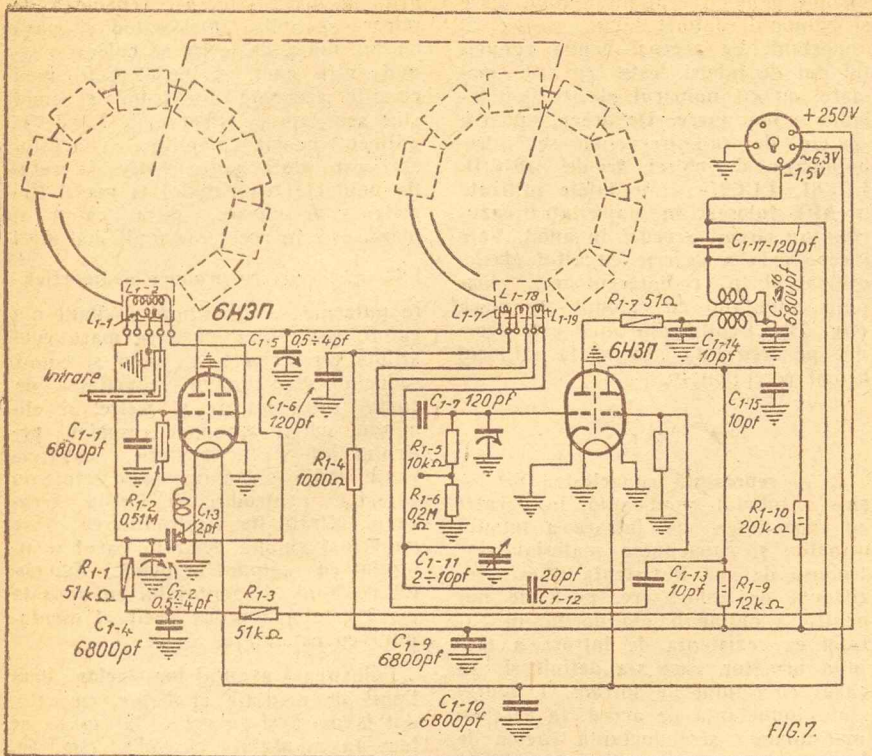 +250V
~6,3V
-1,5V
C₁-17-120pf
C₁-16
6800pf
L₁-2
L₁-1
6НЗП
L₁-18
L₁-7
L₁-19
6НЗП
R₁-7 51Ω
C₁-14
10pf
C₁-15
10pf
Intrare
C₁-5
0,5÷4pf
C₁-6
120pf
C₁-7 120pf
C₁-1
6800pf
R₁-2
0,51M
C₁-3
2pf
R₁-4
1000Ω
R₁-5
10kΩ
R₁-6
0,2M
Ω
R₁-10
20kΩ
C₁-11
2÷10pf
20pf
C₁-12
C₁-13
10pf
R₁-9
12kΩ
R₁-1
51kΩ
C₁-2
0,5÷4pf
R₁-3
51kΩ
C₁-4
6800pf
C₁-9
6800pf
C₁-10
6800pf
FIG.7.